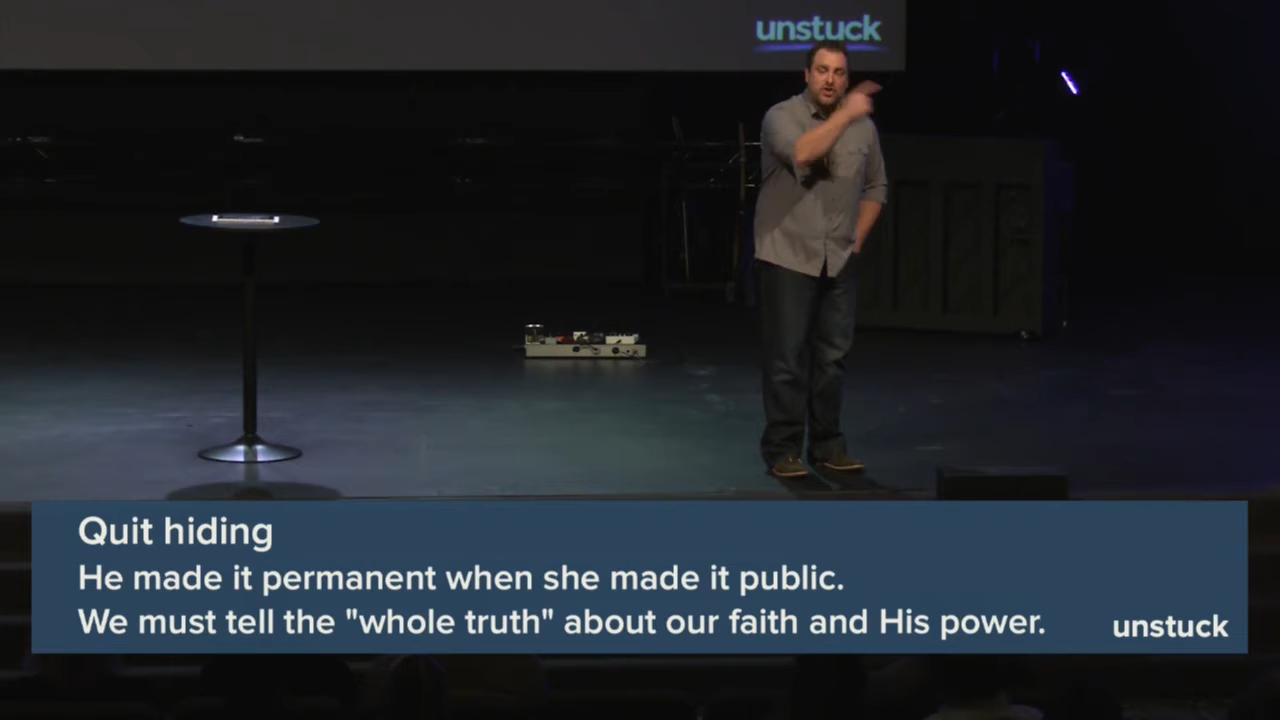 unstuck
Quit hiding
He made it permanent when she made it public.
We must tell the "whole truth" about our faith and His power.
unstuck